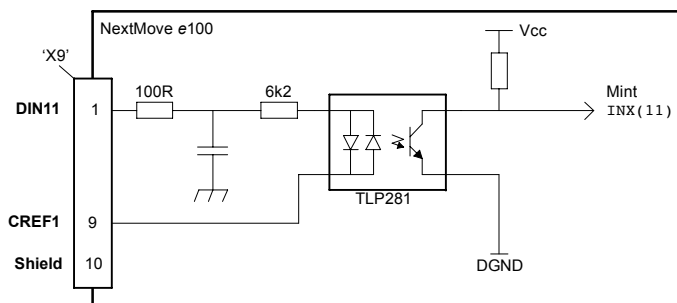 NextMove e100
'X9'
Vcc
100R
6k2
DIN11
1
Mint
INX(11)
TLP281
CREF1
9
Shield
10
DGND